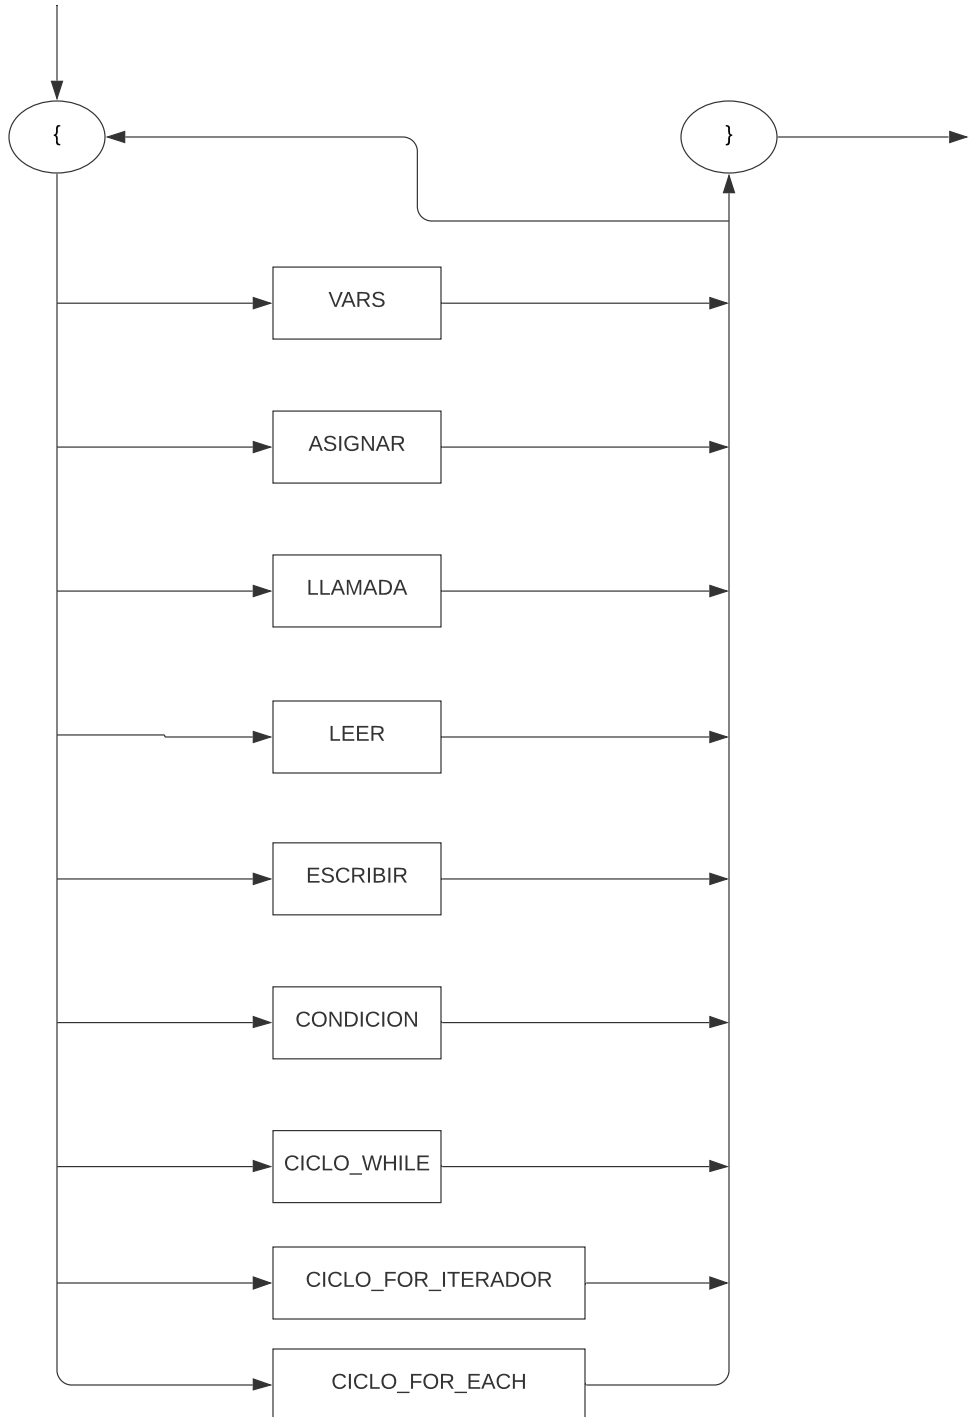 {
}
VARS
ASIGNAR
LLAMADA
LEER
ESCRIBIR
CONDICION
CICLO_WHILE
CICLO_FOR_ITERADOR
CICLO_FOR_EACH